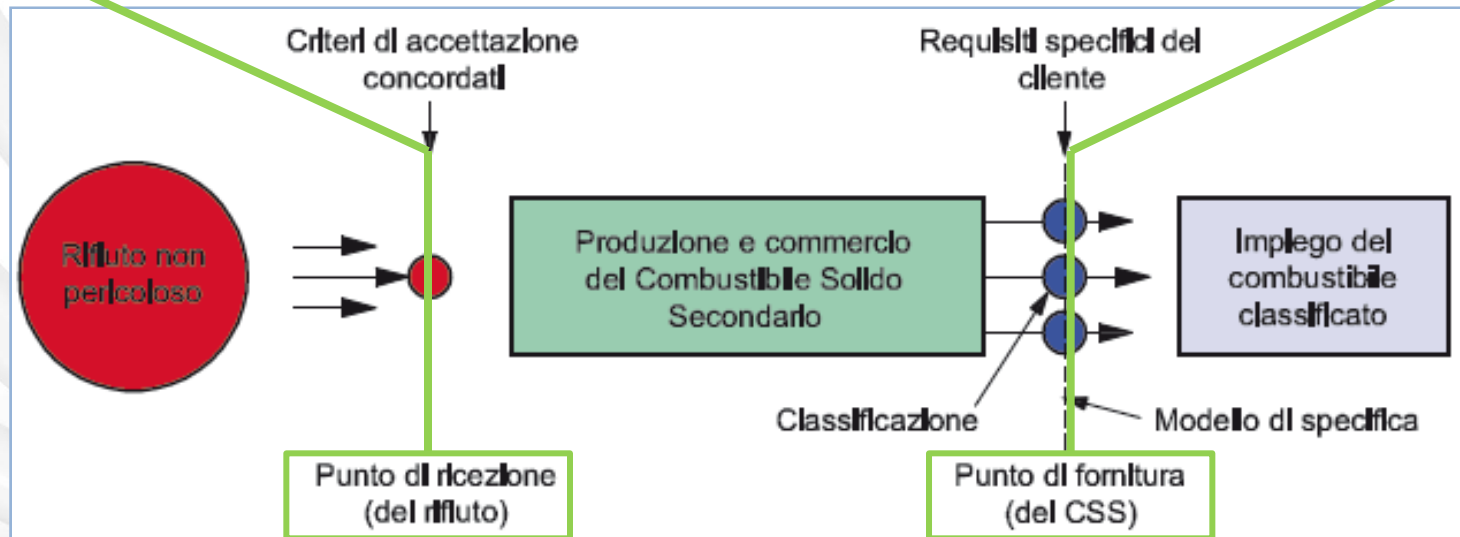 Criteri di accettazione
concordati
Requisiti specifici del
cliente
Rifiuto non
pericoloso
Produzione e commercio
del Combustibile Solido
Secondario
Impiego del
combustibile
classificato
Classificazione
Modello di specifica
Punto di ricezione
(del rifiuto)
Punto di fornitura
(del CSS)